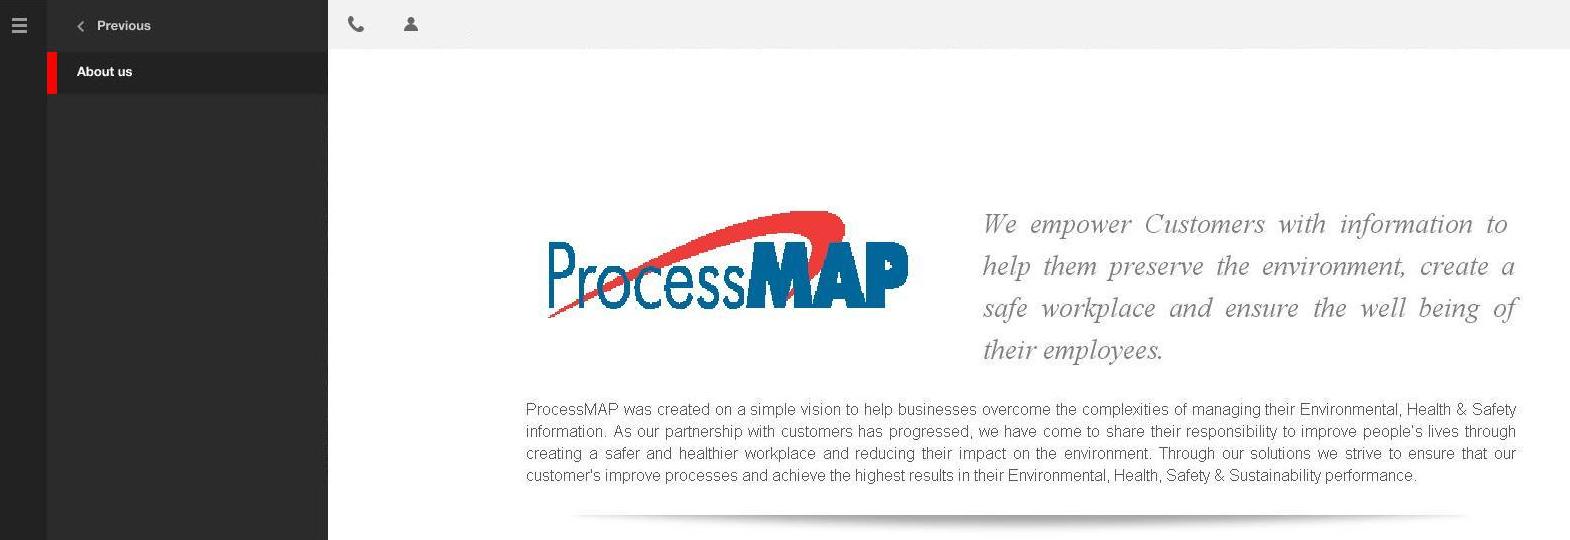 Previous
About us
ProcessMAP
We empower Customers with information to
help them preserve the environment, create a
safe workplace and ensure the well being of
their employees.
ProcessMAP was created on a simple vision to help businesses overcome the complexities of managing their Environmental, Health & Safety
information. As our partnership with customers has progressed, we have come to share their responsibility to improve people's lives through
creating a safer and healthier workplace and reducing their impact on the environment. Through our solutions we strive to ensure that our
customer's improve processes and achieve the highest results in their Environmental, Health, Safety & Sustainability performance.